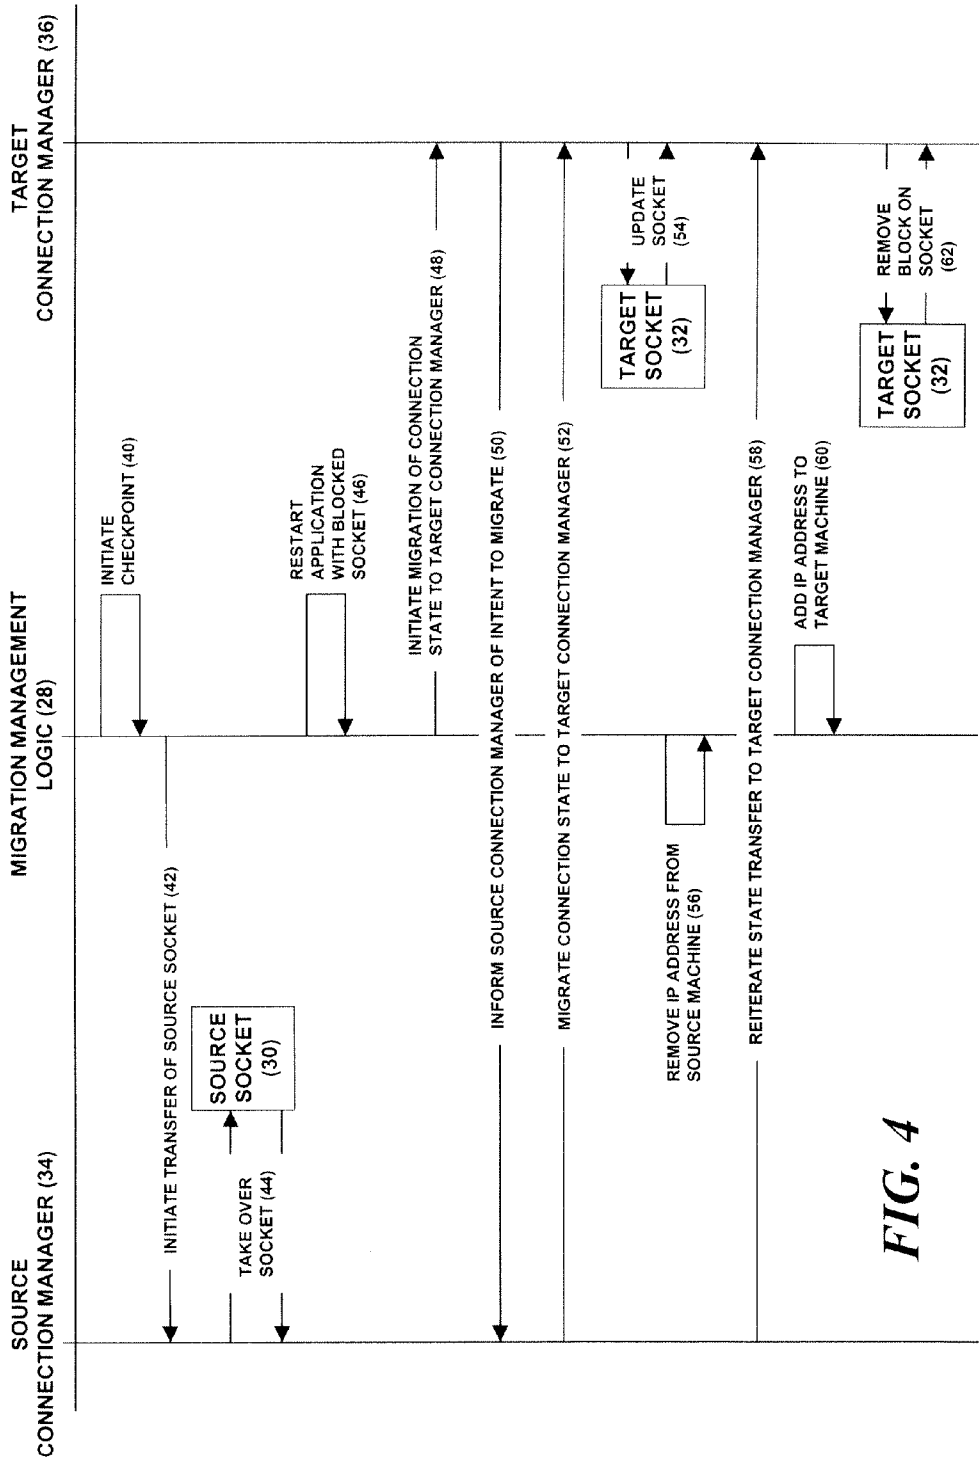 SOURCE
CONNECTION MANAGER (34)
MIGRATION MANAGEMENT
LOGIC (28)
TARGET
CONNECTION MANAGER (36)
INITIATE
CHECKPOINT (40)
INITIATE TRANSFER OF SOURCE SOCKET (42)
SOURCE
SOCKET
(30)
TAKE OVER
SOCKET (44)
RESTART
APPLICATION
WITH BLOCKED
SOCKET (46)
INITIATE MIGRATION OF CONNECTION
STATE TO TARGET CONNECTION MANAGER (48)
INFORM SOURCE CONNECTION MANAGER OF INTENT TO MIGRATE (50)
MIGRATE CONNECTION STATE TO TARGET CONNECTION MANAGER (52)
TARGET
SOCKET
(32)
UPDATE
SOCKET
(54)
REMOVE IP ADDRESS FROM
SOURCE MACHINE (56)
REITERATE STATE TRANSFER TO TARGET CONNECTION MANAGER (58)
ADD IP ADDRESS TO
TARGET MACHINE (60)
TARGET
SOCKET
(32)
REMOVE
BLOCK ON
SOCKET
(62)
FIG. 4